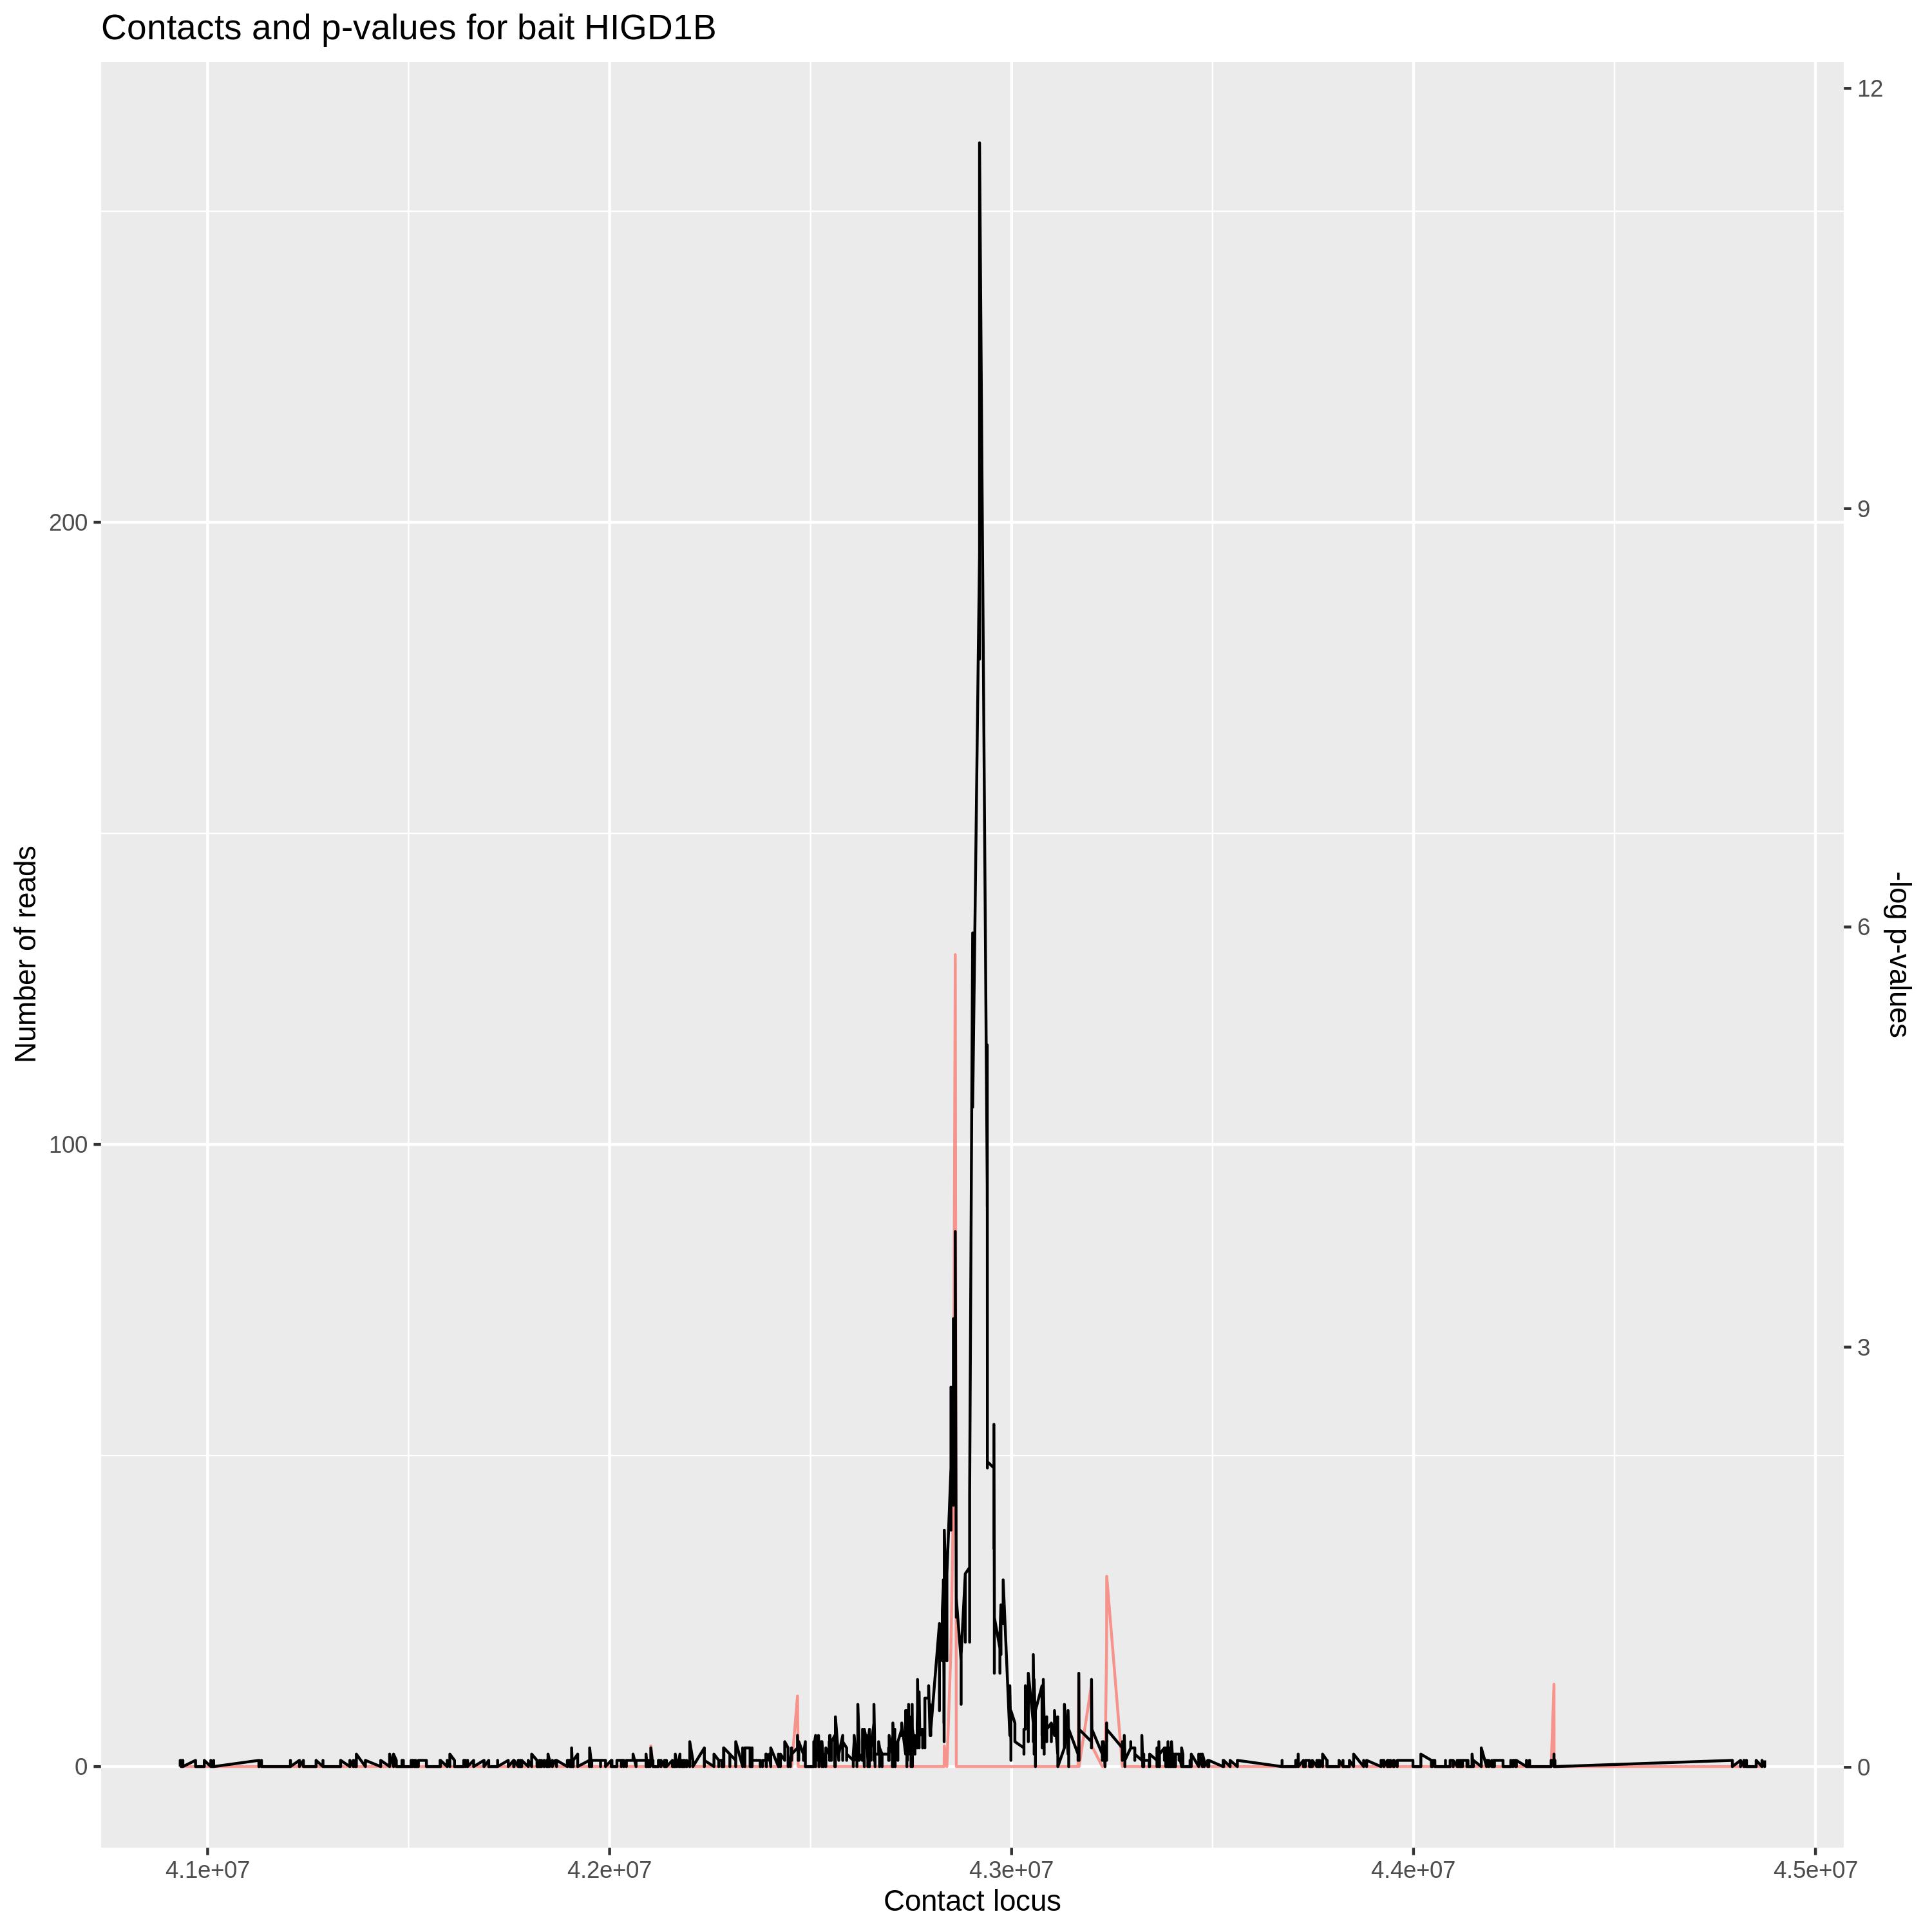 Contacts and p-values for bait HIGD1B
12
200
9
Number of reads
6
-log p-values
100
3
0
0
4.1e+07 4.2e+07 4.3e+07 4.4e+07 4.5e+07
Contact locus